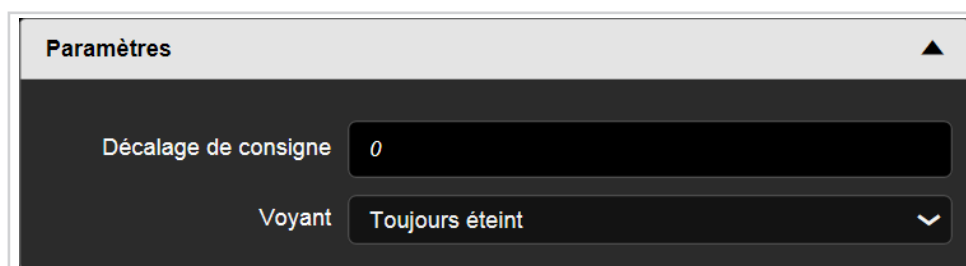 Paramètres
Décalage de consigne 0
Voyant Toujours éteint